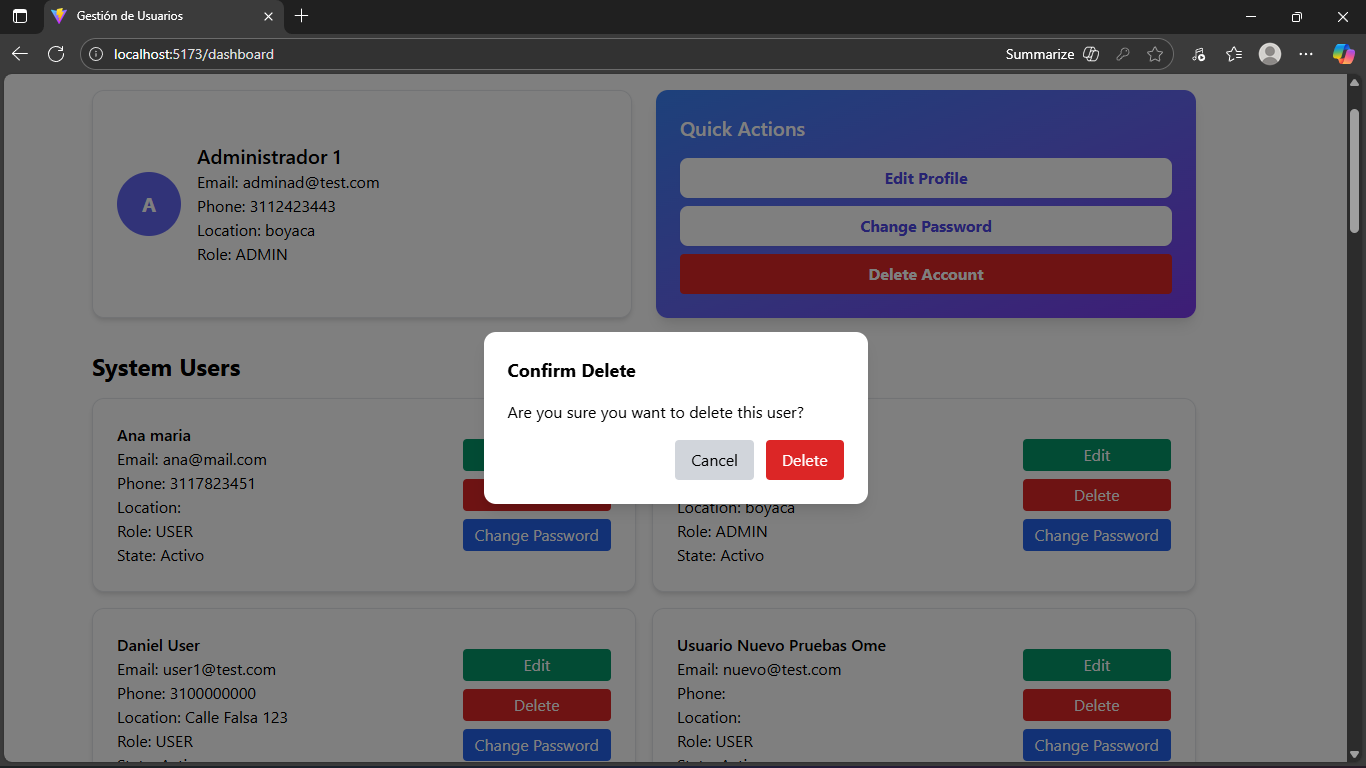 Gestión de Usuarios
localhost:5173/dashboard
Summarize
A
Administrador 1
Email: adminad@test.com
Phone: 3112423443
Location: boyaca
Role: ADMIN
Quick Actions
Edit Profile
Change Password
Delete Account
System Users
Confirm Delete
Are you sure you want to delete this user?
Cancel
Delete
Ana maria
Email: ana@mail.com
Phone: 3117823451
Location:
Role: USER
State: Activo
Change Password
Location: boyaca
Role: ADMIN
State: Activo
Edit
Delete
Change Password
Daniel User
Email: user1@test.com
Phone: 3100000000
Location: Calle Falsa 123
Role: USER
Edit
Delete
Change Password
Usuario Nuevo Pruebas Ome
Email: nuevo@test.com
Phone:
Location:
Role: USER
Edit
Delete
Change Password